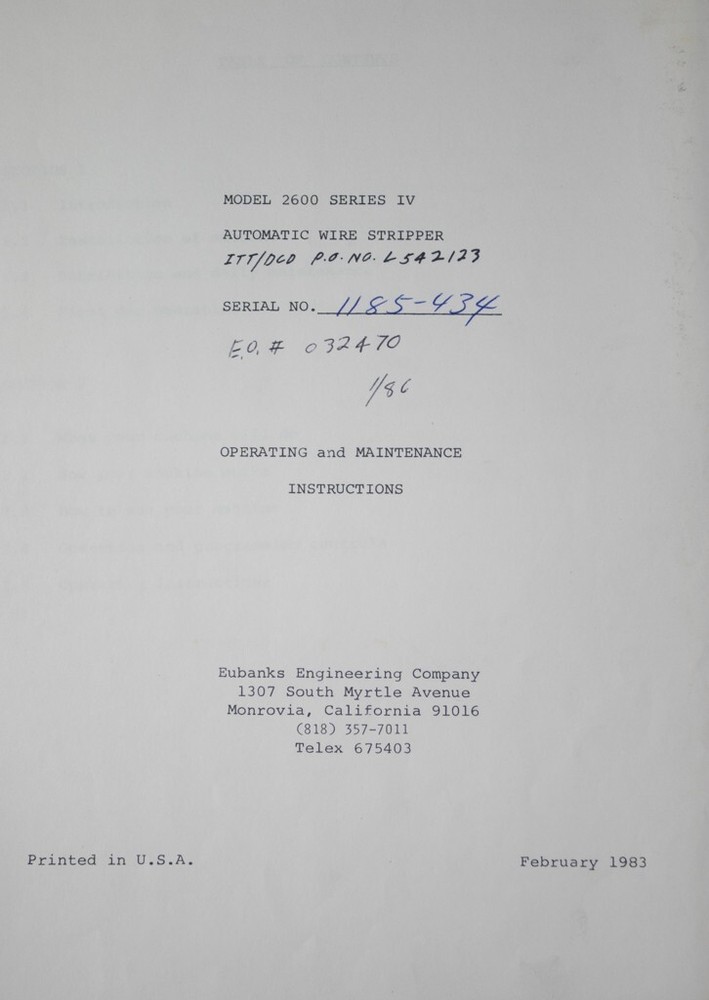 MODEL 2600 SERIES IV
AUTOMATIC WIRE STRIPPER
ITT/DCD P.O. NO. L542123
SERIAL NO. 1185-434
E.O. # 032470
1/86
OPERATING and MAINTENANCE
INSTRUCTIONS
Eubanks Engineering Company
1307 South Myrtle Avenue
Monrovia, California 91016
(818) 357-7011
Telex 675403
Printed in U.S.A.
February 1983